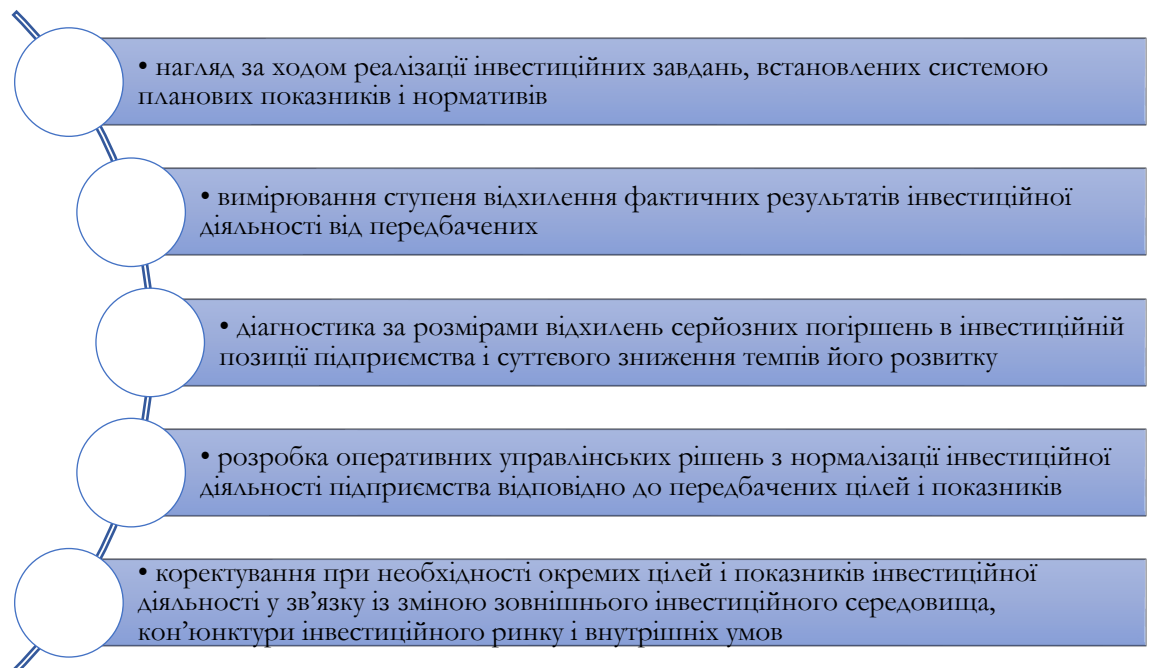 • нагляд за ходом реалізації інвестиційних завдань, встановлених системою
планових показників і нормативів
• вимірювання ступеня відхилення фактичних результатів інвестиційної
діяльності від передбачених
• діагностика за розмірами відхилень серйозних погіршень в інвестиційній
позиції підприємства і суттєвого зниження темпів його розвитку
• розробка оперативних управлінських рішень з нормалізації інвестиційної
діяльності підприємства відповідно до передбачених цілей і показників
• коректування при необхідності окремих цілей і показників інвестиційної
діяльності у зв’язку із зміною зовнішнього інвестиційного середовища,
кон’юнктури інвестиційного ринку і внутрішніх умов